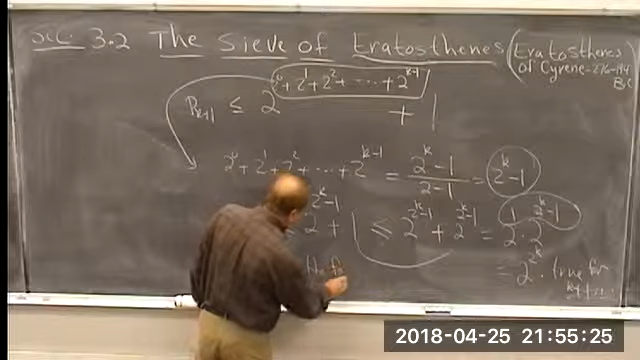 Sec. 3.2 The Sieve of Eratosthenes (Eratosthenes
of Cyrene -276-194
B.C
P_{k+1} ≤ 2^{2^0+2^1+2^2+.....+2^{k-1}} + 1
2^0+2^1+2^2+...+2^{k-1} = \frac{2^k-1}{2-1} = 2^k-1
2^{2^k-1} + 1 ≤ 2^{2^k-1} + 2^{2^k-1} = 2^1·2^{2^k-1}
= 2^{2^k}. True for
2018-04-25 21:55:25